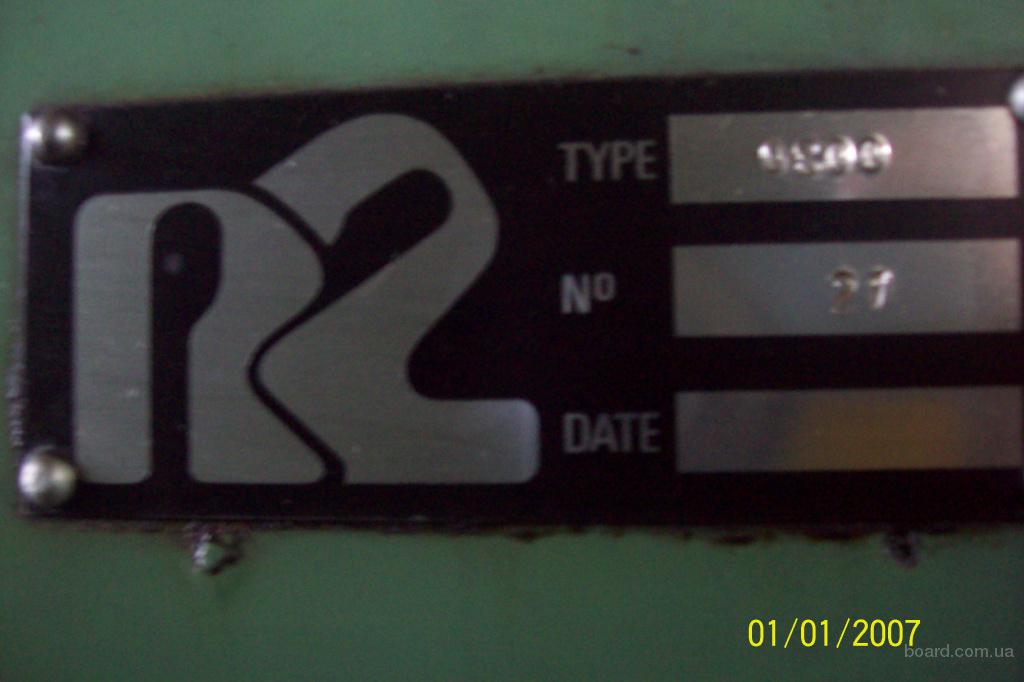 R2
TYPE
Nº 21
DATE
01/01/2007
board.com.ua